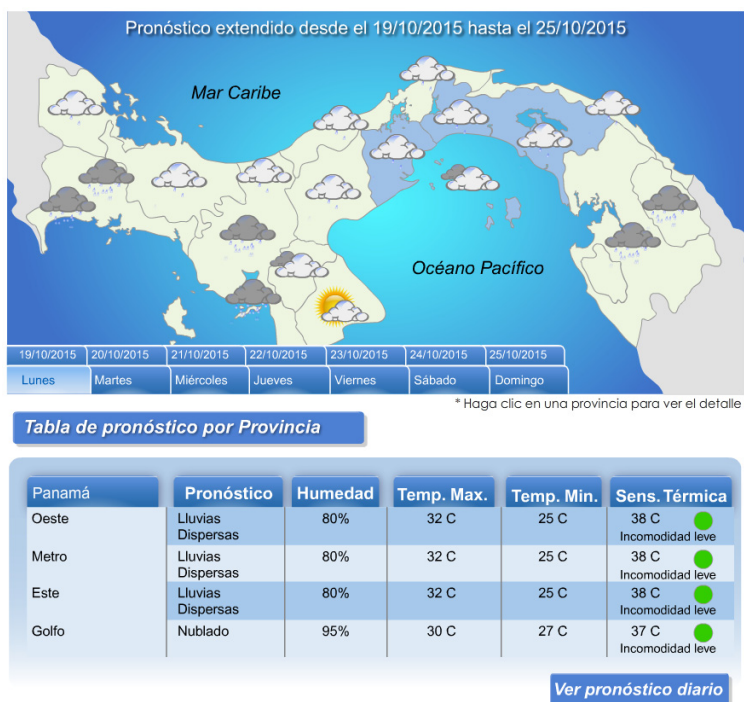 Pronóstico extendido desde el 19/10/2015 hasta el 25/10/2015
Mar Caribe
Océano Pacífico
19/10/2015 20/10/2015 21/10/2015 22/10/2015 23/10/2015 24/10/2015 25/10/2015
Lunes Martes Miércoles Jueves Viernes Sábado Domingo
* Haga clic en una provincia para ver el detalle
Tabla de pronóstico por Provincia
Panamá Pronóstico Humedad Temp. Max. Temp. Min. Sens. Térmica
Oeste Lluvias 80% 32 C 25 C 38 C
Dispersas Incomodidad leve
Metro Lluvias 80% 32 C 25 C 38 C
Dispersas Incomodidad leve
Este Lluvias 80% 32 C 25 C 38 C
Dispersas Incomodidad leve
Golfo Nublado 95% 30 C 27 C 37 C
Incomodidad leve
Ver pronóstico diario